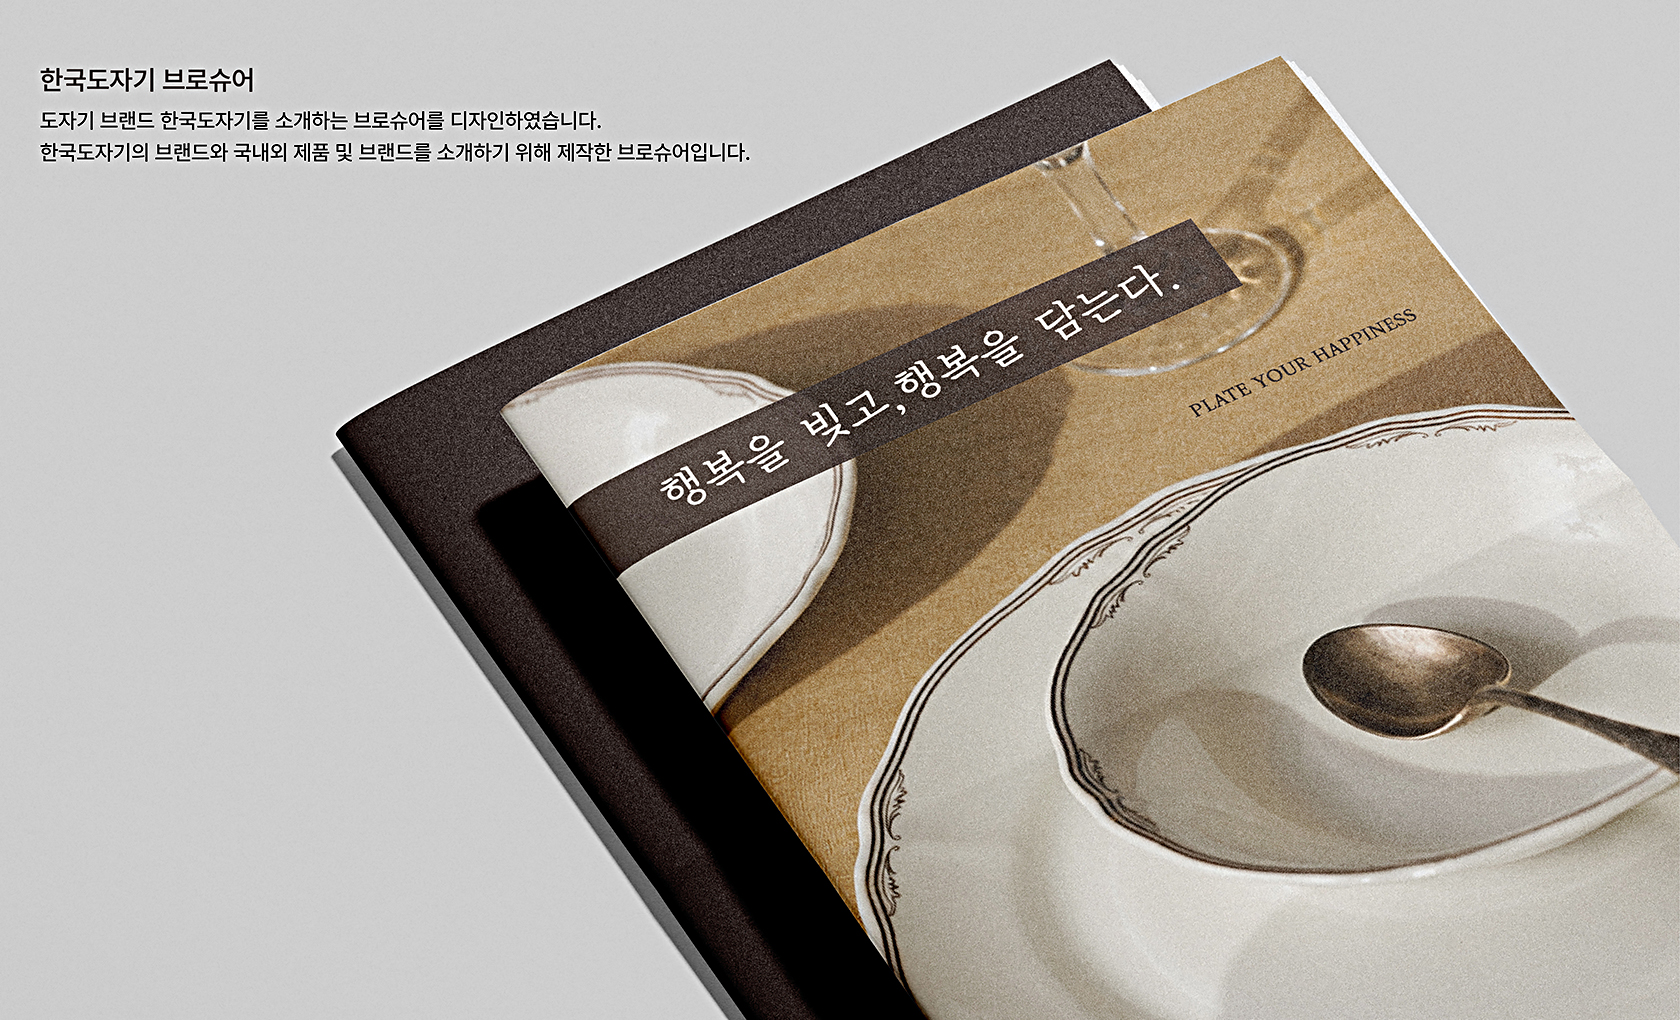 한국도자기 브로슈어
도자기 브랜드 한국도자기를 소개하는 브로슈어를 디자인하였습니다.
한국도자기의 브랜드와 국내외 제품 및 브랜드를 소개하기 위해 제작한 브로슈어입니다.
행복을 빚고,행복을 담는다.
PLATE YOUR HAPPINESS